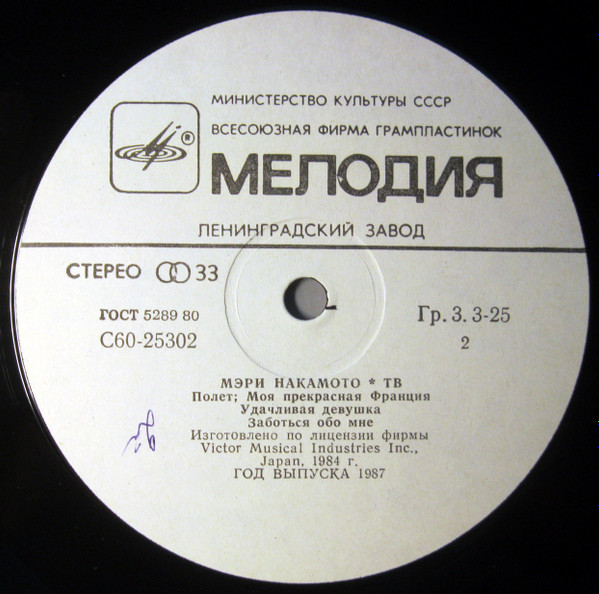 МИНИСТЕРСТВО КУЛЬТУРЫ СССР
ВСЕСОЮЗНАЯ ФИРМА ГРАМПЛАСТИНОК
®
МЕЛОДИЯ
ЛЕНИНГРАДСКИЙ ЗАВОД
СТЕРЕО 33
ГОСТ 5289 80
С60-25302
Гр. 3. 3-25
2
МЭРИ НАКАМОТО * ТВ
Полет; Моя прекрасная Франция
Удачливая девушка
Заботься обо мне
Изготовлено по лицензии фирмы
Victor Musical Industries Inc.,
Japan, 1984 г.
ГОД ВЫПУСКА 1987